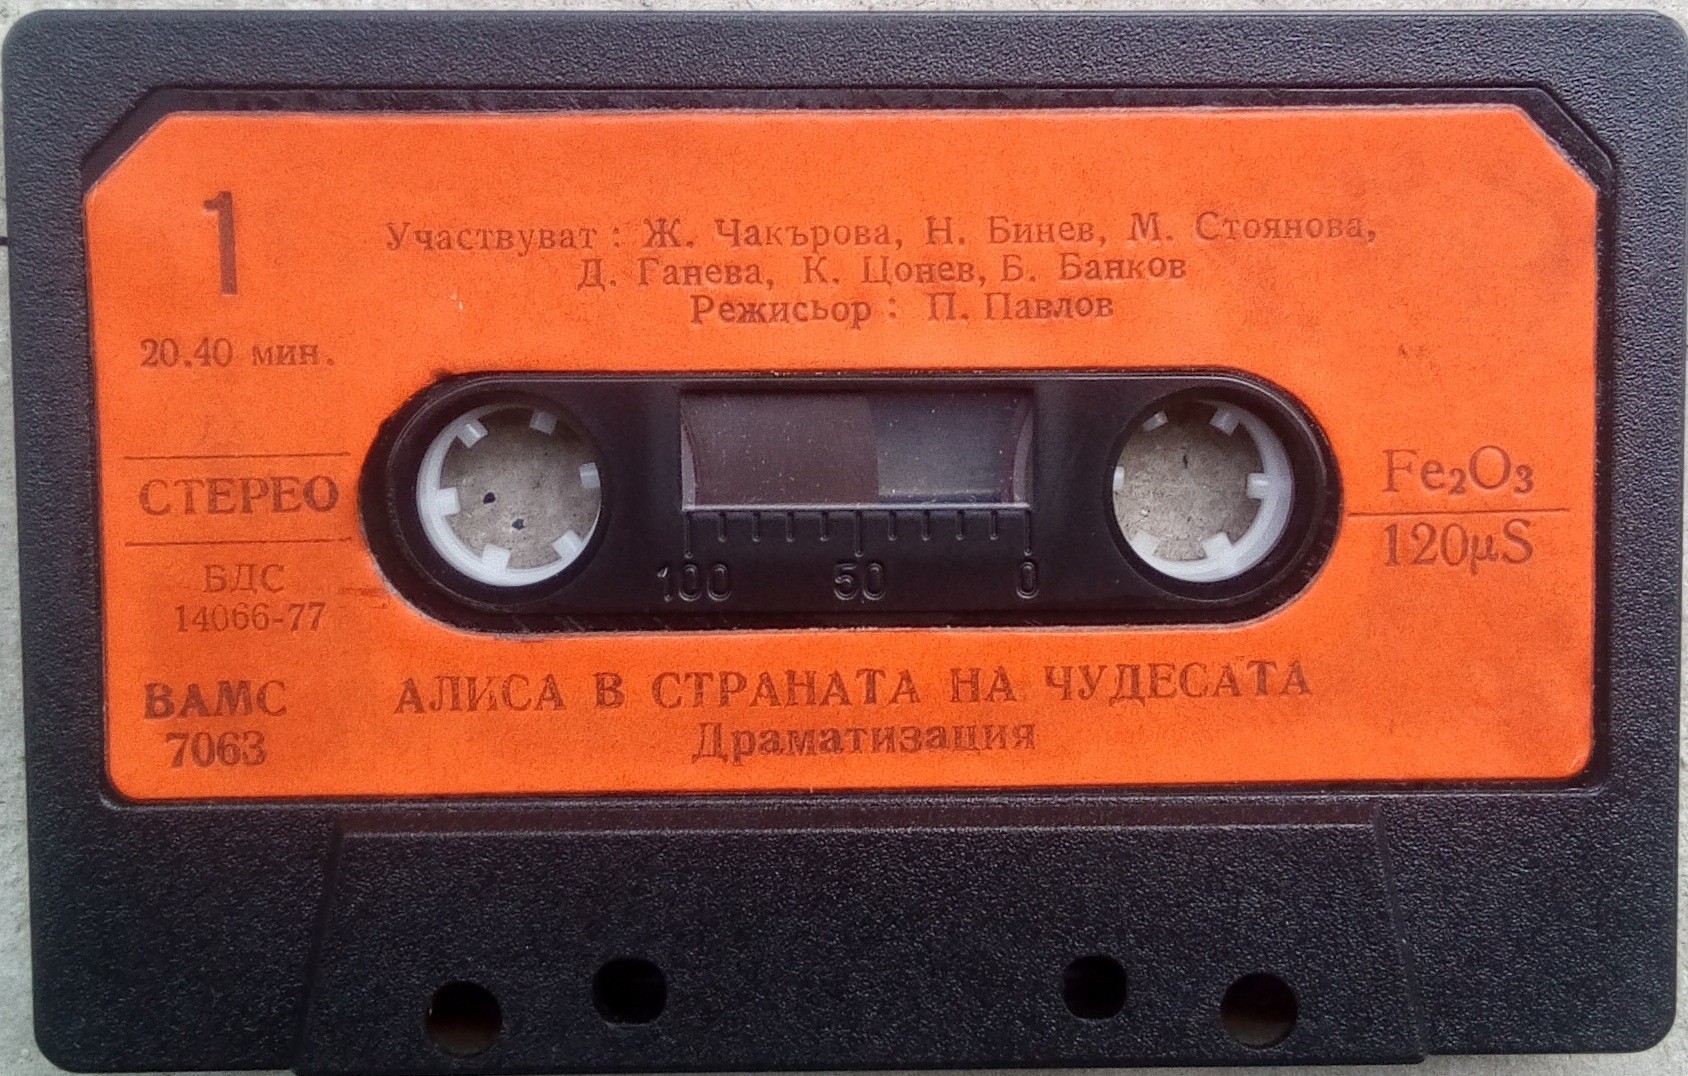 1
Участвуват : Ж. Чакърова, Н. Бинев, М. Стоянова,
Д. Ганева, К. Цонев, Б. Банков
Режисьор : П. Павлов
20.40 мин.
СТЕРЕО
БДС
14066-77
Fe₂O₃
120µS
100 50 0
ВАМС
7063
АЛИСА В СТРАНАТА НА ЧУДЕСАТА
Драматизация